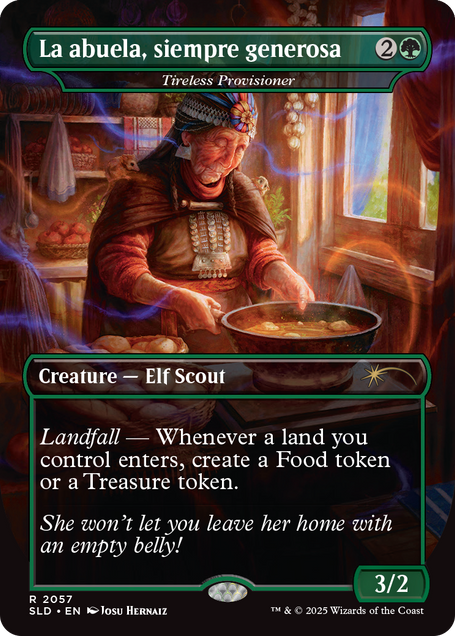 La abuela, siempre generosa 2
Tireless Provisioner
Creature — Elf Scout
Landfall — Whenever a land you
control enters, create a Food token
or a Treasure token.
She won't let you leave her home with
an empty belly!
R 2057
3/2
SLD • EN Josu Hernaiz
™ & © 2025 Wizards of the Coast